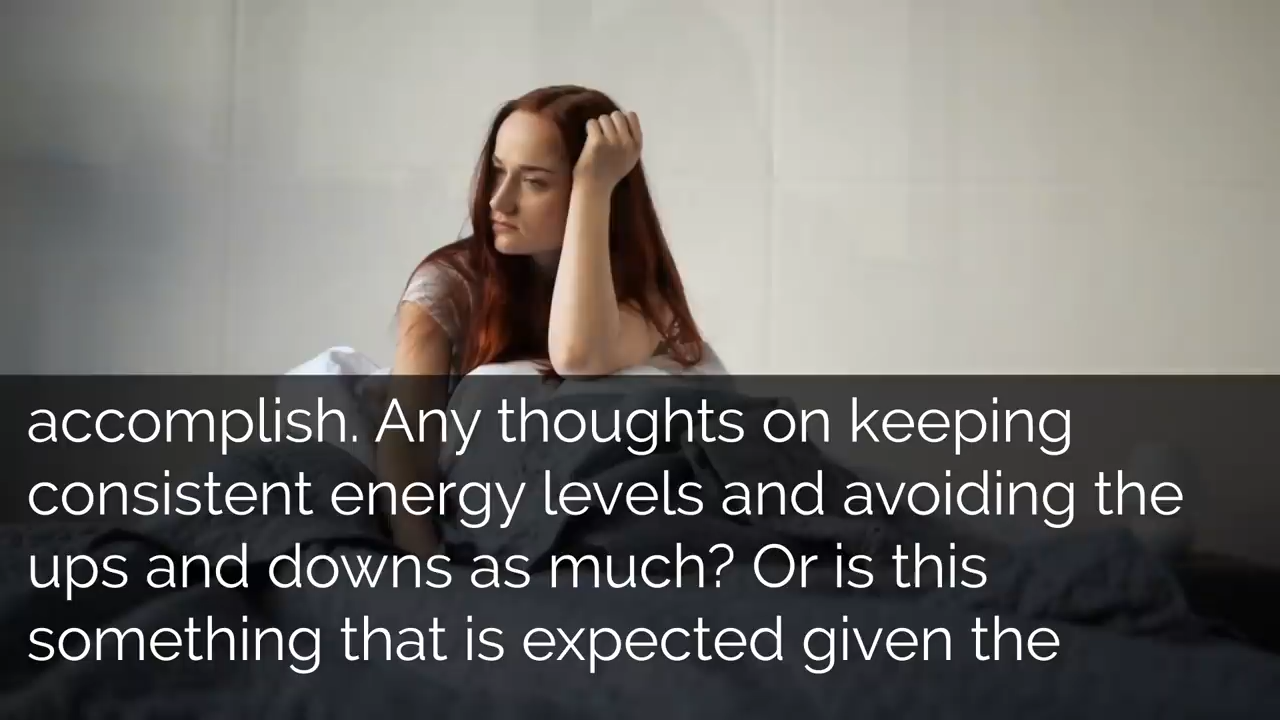 accomplish. Any thoughts on keeping
consistent energy levels and avoiding the
ups and downs as much? Or is this
something that is expected given the